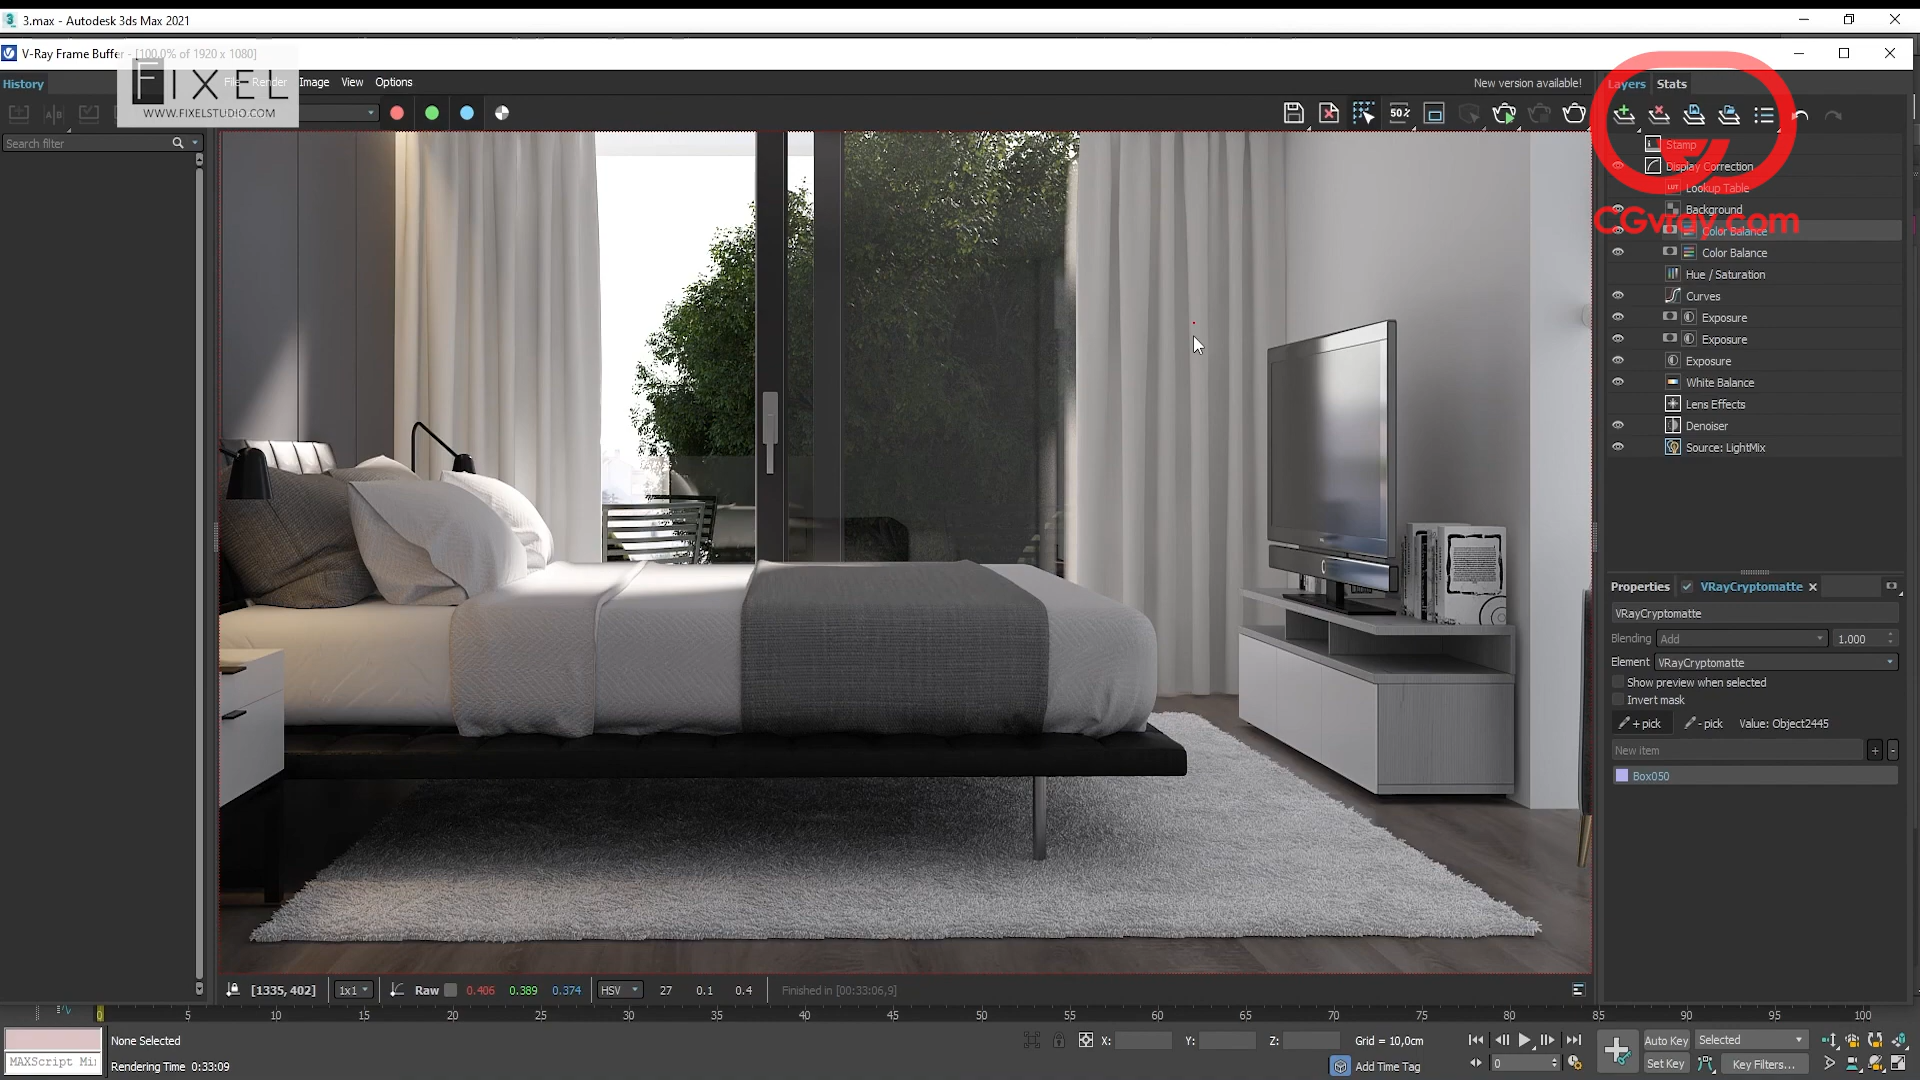 3.max - Autodesk 3ds Max 2021
V-Ray Frame Buffer - [100.0% of 1920 x 1080]
FIXEL
WWW.FIXELSTUDIO.COM
File Render Image View Options
New version available!
History
Search filter
50%
Layers Stats
Stamp
Display Correction
Lookup Table
Background
CGvray.com
Color Balance
Color Balance
Hue / Saturation
Curves
Exposure
Exposure
Exposure
White Balance
Lens Effects
Denoiser
Source: LightMix
Properties VRayCryptomatte
VRayCryptomatte
Blending Add 1.000
Element VRayCryptomatte
Show preview when selected
Invert mask
+ pick - pick Value: Object2445
New item + -
Box050
[1335, 402] 1x1 Raw 0.406 0.389 0.374 HSV 27 0.1 0.4 Finished in [00:33:06,9]
0 5 10 15 20 25 30 35 40 45 50 55 60 65 70 75 80 85 90 95 100
None Selected X: Y: Z: Grid = 10,0cm Auto Key Selected
MAXScript Mi
Rendering Time 0:33:09 Add Time Tag 0 Set Key Key Filters...